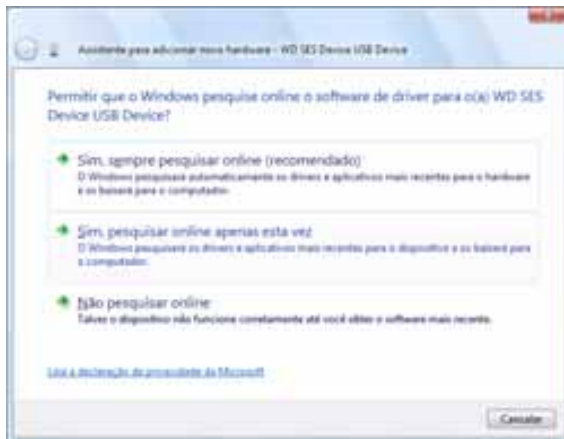 Assistente para adicionar novo hardware - WD SES Device USB Device
Permitir que o Windows pesquise online o software de driver para o(a) WD SES
Device USB Device?
Sim, sempre pesquisar online (recomendado)
O Windows pesquisará automaticamente os drivers e aplicativos mais recentes para o hardware
e os baixará para o computador.
Sim, pesquisar online apenas esta vez
O Windows pesquisará os drivers e aplicativos mais recentes para o dispositivo e os baixará para
o computador.
Não pesquisar online
Talvez o dispositivo não funcione corretamente até você obter o software mais recente.
Leia a declaração de privacidade da Microsoft
Cancelar